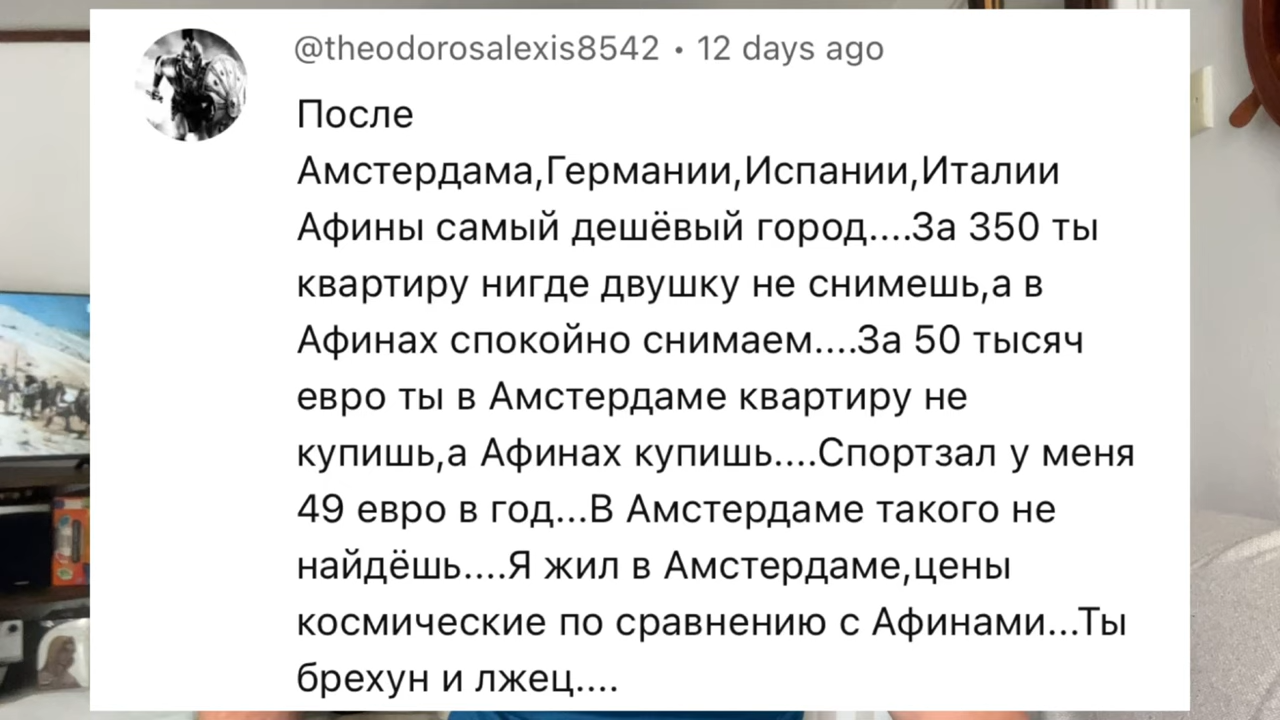 @theodorosalexis8542 • 12 days ago
После
Амстердама,Германии,Испании,Италии
Афины самый дешёвый город....За 350 ты
квартиру нигде двушку не снимешь,а в
Афинах спокойно снимаем....За 50 тысяч
евро ты в Амстердаме квартиру не
купишь,а Афинах купишь....Спортзал у меня
49 евро в год...В Амстердаме такого не
найдёшь....Я жил в Амстердаме,цены
космические по сравнению с Афинами...Ты
брехун и лжец....